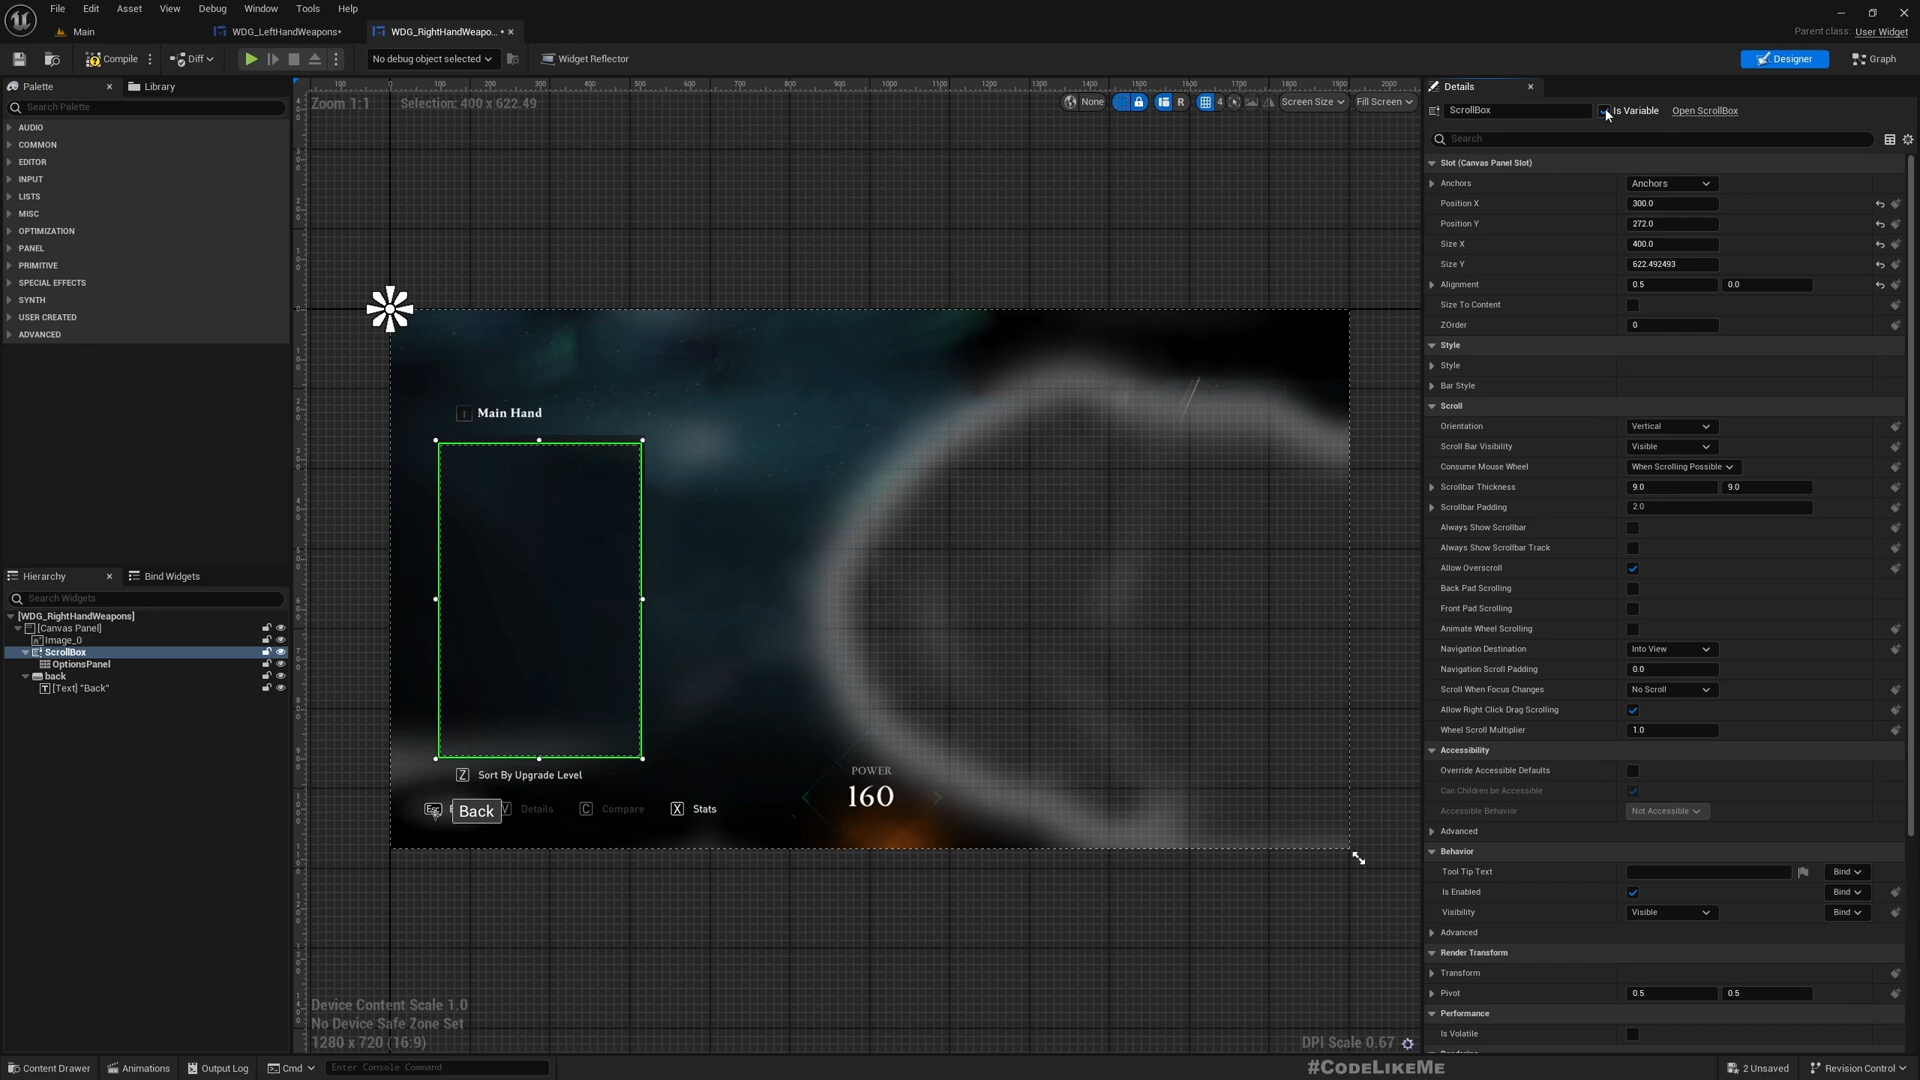 File Edit Asset View Debug Window Tools Help
Main
WDG_LeftHandWeapons*
WDG_RightHandWeapo... *
Parent class: User Widget
Compile
Diff
No debug object selected
Widget Reflector
Designer
Graph
Palette
Library
Search Palette
AUDIO
COMMON
EDITOR
INPUT
LISTS
MISC
OPTIMIZATION
PANEL
PRIMITIVE
SPECIAL EFFECTS
SYNTH
USER CREATED
ADVANCED
Hierarchy
Bind Widgets
Search Widgets
[WDG_RightHandWeapons]
[Canvas Panel]
Image_0
ScrollBox
OptionsPanel
back
[Text] "Back"
Zoom 1:1
Selection: 400 x 622.49
None
R
4
Screen Size
Fill Screen
Main Hand
Z Sort By Upgrade Level
Esc
Back
V Details
C Compare
X Stats
POWER
160
Device Content Scale 1.0
No Device Safe Zone Set
1280 x 720 (16:9)
DPI Scale 0.67
Details
ScrollBox
Is Variable
Open ScrollBox
Search
Slot (Canvas Panel Slot)
Anchors Anchors
Position X 300.0
Position Y 272.0
Size X 400.0
Size Y 622.492493
Alignment 0.5 0.0
Size To Content
ZOrder 0
Style
Style
Bar Style
Scroll
Orientation Vertical
Scroll Bar Visibility Visible
Consume Mouse Wheel When Scrolling Possible
Scrollbar Thickness 9.0 9.0
Scrollbar Padding 2.0
Always Show Scrollbar
Always Show Scrollbar Track
Allow Overscroll
Back Pad Scrolling
Front Pad Scrolling
Animate Wheel Scrolling
Navigation Destination Into View
Navigation Scroll Padding 0.0
Scroll When Focus Changes No Scroll
Allow Right Click Drag Scrolling
Wheel Scroll Multiplier 1.0
Accessibility
Override Accessible Defaults
Can Children be Accessible
Accessible Behavior Not Accessible
Advanced
Behavior
Tool Tip Text Bind
Is Enabled Bind
Visibility Visible Bind
Advanced
Render Transform
Transform
Pivot 0.5 0.5
Performance
Is Volatile
Content Drawer
Animations
Output Log
Cmd
Enter Console Command
#CodeLikeMe
2 Unsaved
Revision Control